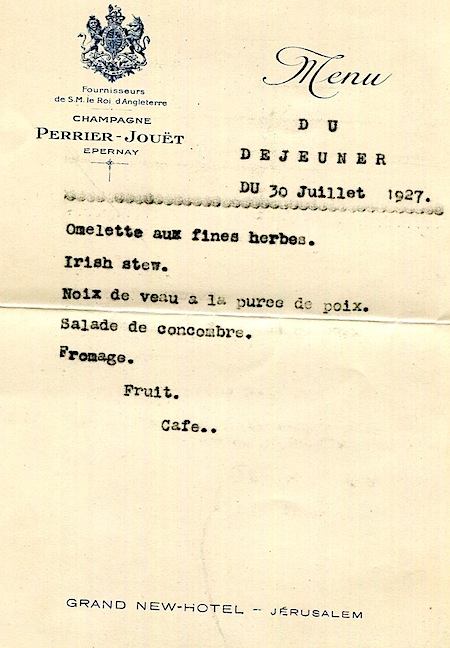 Fournisseurs
de S.M. le Roi d'Angleterre
CHAMPAGNE
PERRIER-JOUËT
EPERNAY
Menu
DU
DEJEUNER
DU 30 Juillet 1927.
Omelette aux fines herbes.
Irish stew.
Noix de veau a la puree de poix.
Salade de concombre.
Fromage.
Fruit.
Cafe..
GRAND NEW-HOTEL – JÉRUSALEM